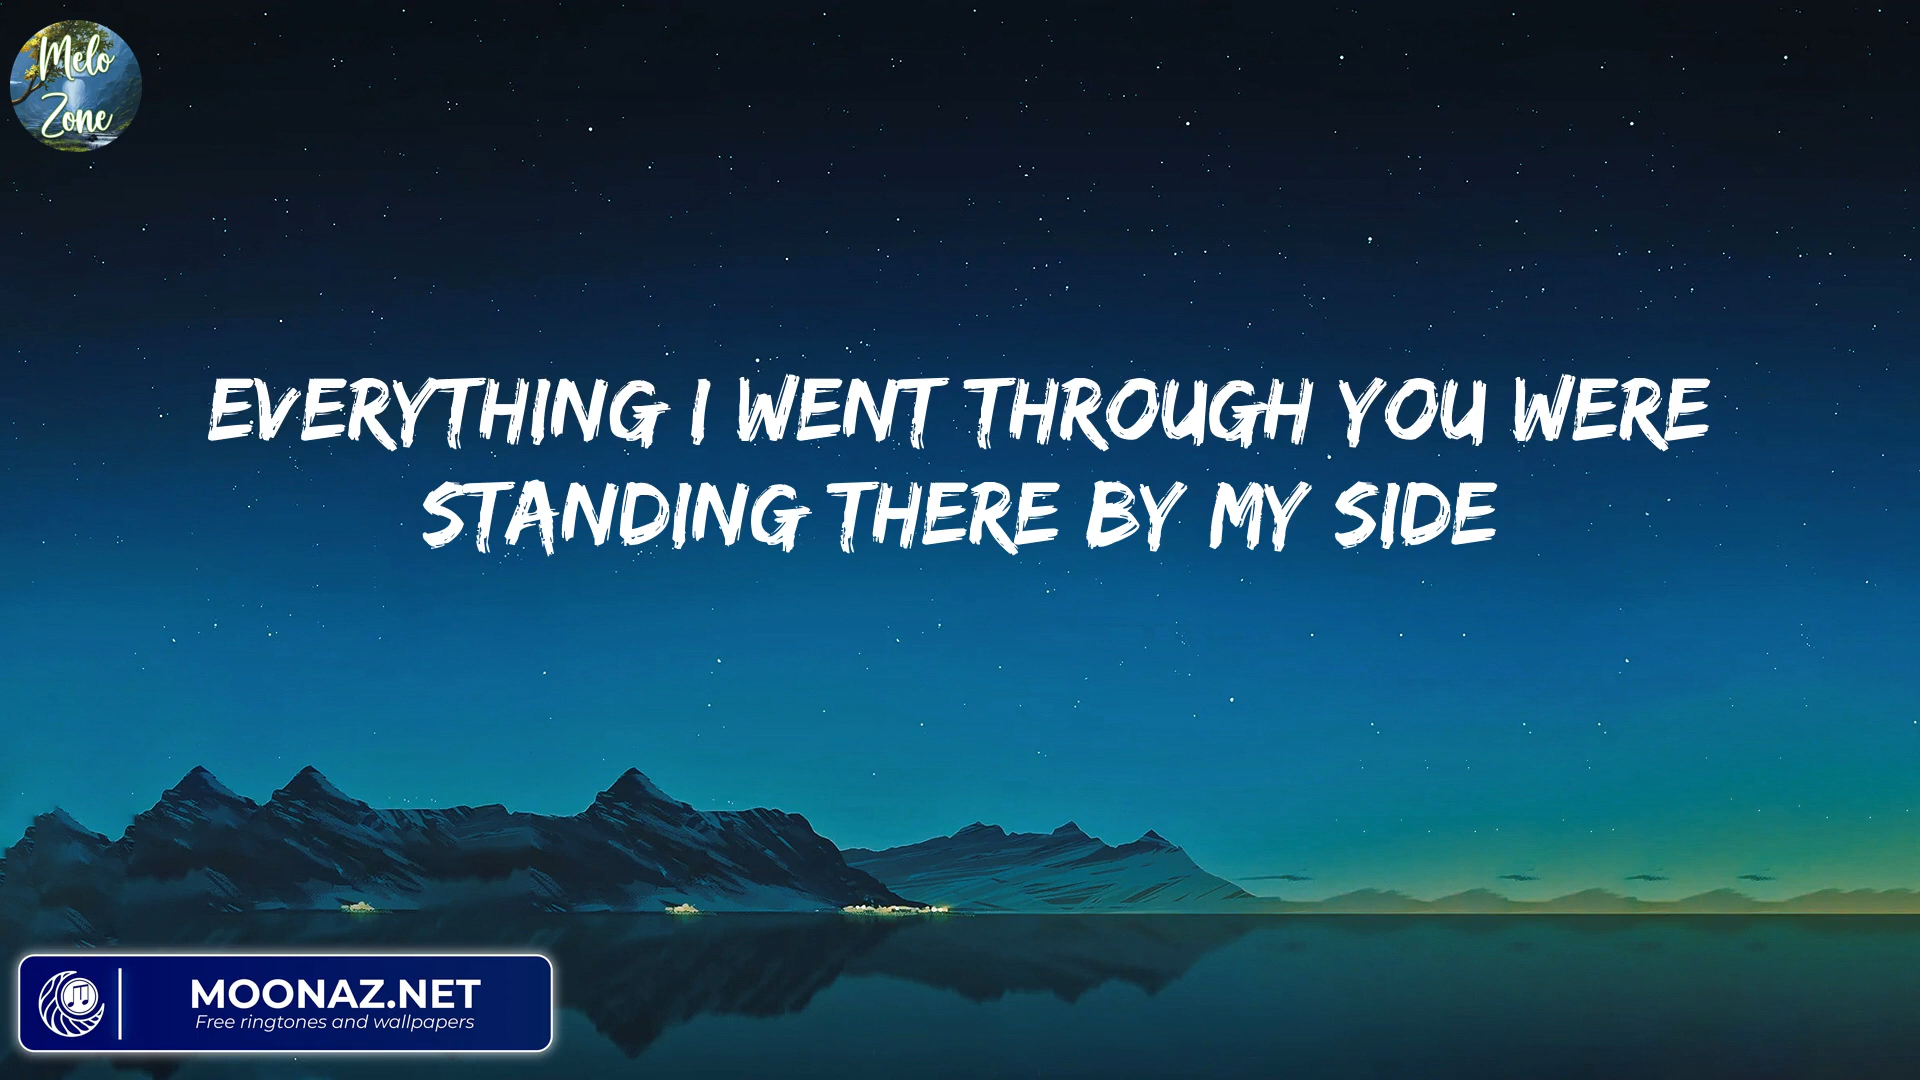 Melo
Zone
EVERYTHING I WENT THROUGH YOU WERE
STANDING THERE BY MY SIDE
MOONAZ.NET
Free ringtones and wallpapers